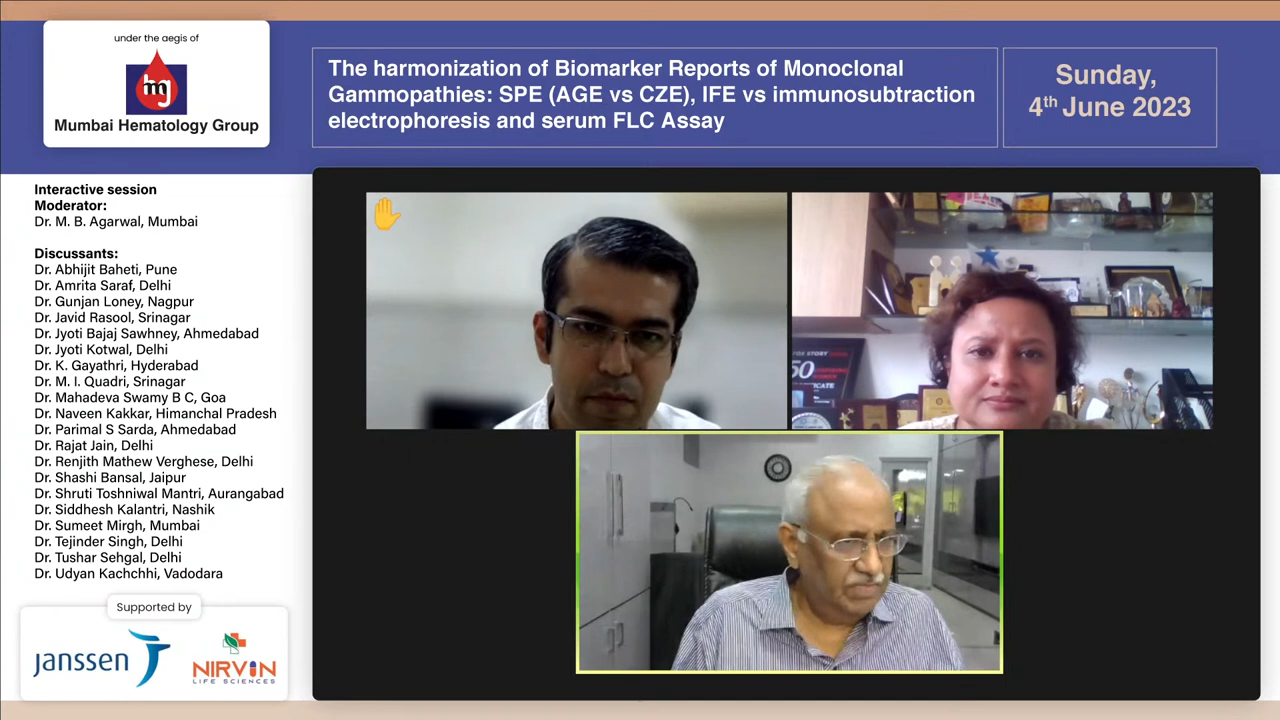 under the aegis of
hg
Mumbai Hematology Group
The harmonization of Biomarker Reports of Monoclonal
Gammopathies: SPE (AGE vs CZE), IFE vs immunosubtraction
electrophoresis and serum FLC Assay
Sunday,
4th June 2023
Interactive session
Moderator:
Dr. M. B. Agarwal, Mumbai
Discussants:
Dr. Abhijit Baheti, Pune
Dr. Amrita Saraf, Delhi
Dr. Gunjan Loney, Nagpur
Dr. Javid Rasool, Srinagar
Dr. Jyoti Bajaj Sawhney, Ahmedabad
Dr. Jyoti Kotwal, Delhi
Dr. K. Gayathri, Hyderabad
Dr. M. I. Quadri, Srinagar
Dr. Mahadeva Swamy B C, Goa
Dr. Naveen Kakkar, Himanchal Pradesh
Dr. Parimal S Sarda, Ahmedabad
Dr. Rajat Jain, Delhi
Dr. Renjith Mathew Verghese, Delhi
Dr. Shashi Bansal, Jaipur
Dr. Shruti Toshniwal Mantri, Aurangabad
Dr. Siddhesh Kalantri, Nashik
Dr. Sumeet Mirgh, Mumbai
Dr. Tejinder Singh, Delhi
Dr. Tushar Sehgal, Delhi
Dr. Udyan Kachchhi, Vadodara
Supported by
janssen
NIRVIN
LIFE SCIENCES